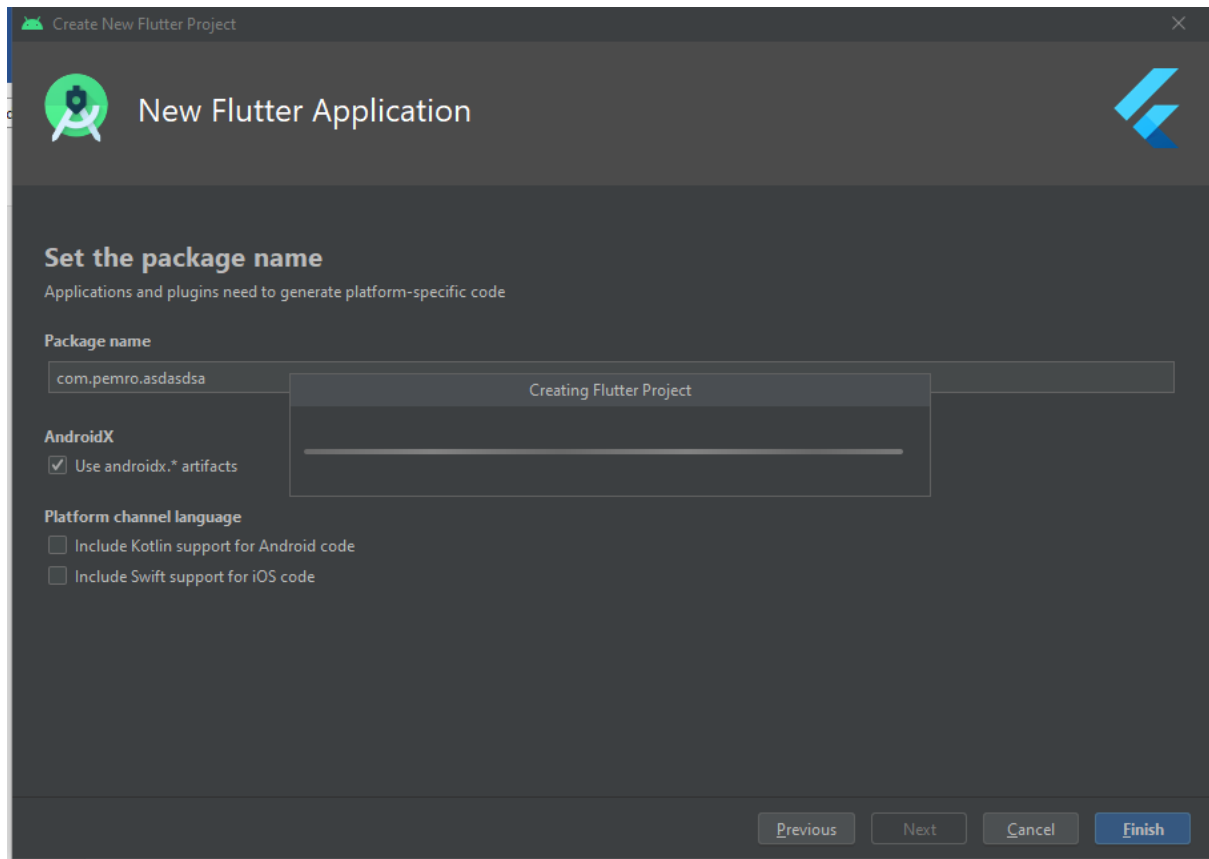 Create New Flutter Project
New Flutter Application
Set the package name
Applications and plugins need to generate platform-specific code
Package name
com.pemro.asdasdsa
Creating Flutter Project
AndroidX
Use androidx.* artifacts
Platform channel language
Include Kotlin support for Android code
Include Swift support for iOS code
Previous Next Cancel Finish